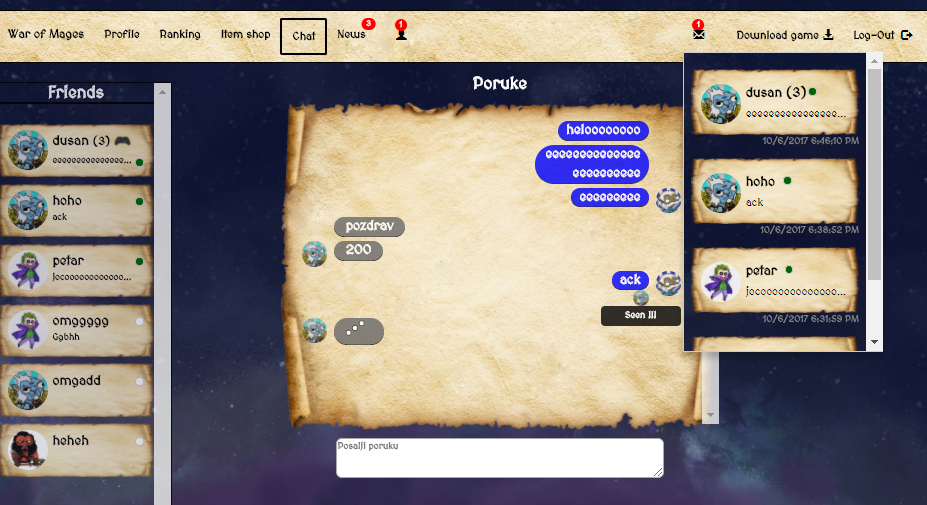 War of Mages
Profile
Ranking
Item shop
Chat
News
3
1
1
Download game
Log-Out
Friends
dusan (3)
eeeeeeeeeeeeeee...
hoho
ack
petar
jeceeeeeeeeeeee...
omggggg
Ggbhh
omgadd
heheh
Poruke
heloooooooo
eeeeeeeeeeeeeee
eeeeeeeeee
eeeeeeeee
pozdrav
200
ack
Seen !!!
Posalji poruku
dusan (3)
eeeeeeeeeeeeeeee...
10/6/2017 6:46:10 PM
hoho
ack
10/6/2017 6:38:52 PM
petar
jeceeeeeeeeeeeee...
10/6/2017 6:31:59 PM